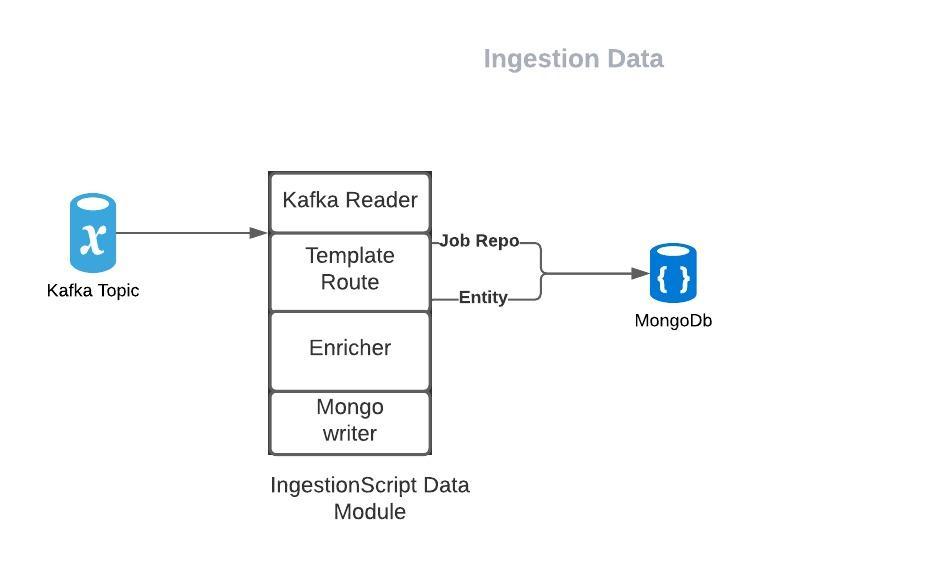 Ingestion Data
Kafka Reader
Template
Route
Enricher
Mongo
writer
Job Repo
Entity
x
Kafka Topic
{ }
MongoDb
IngestionScript Data
Module